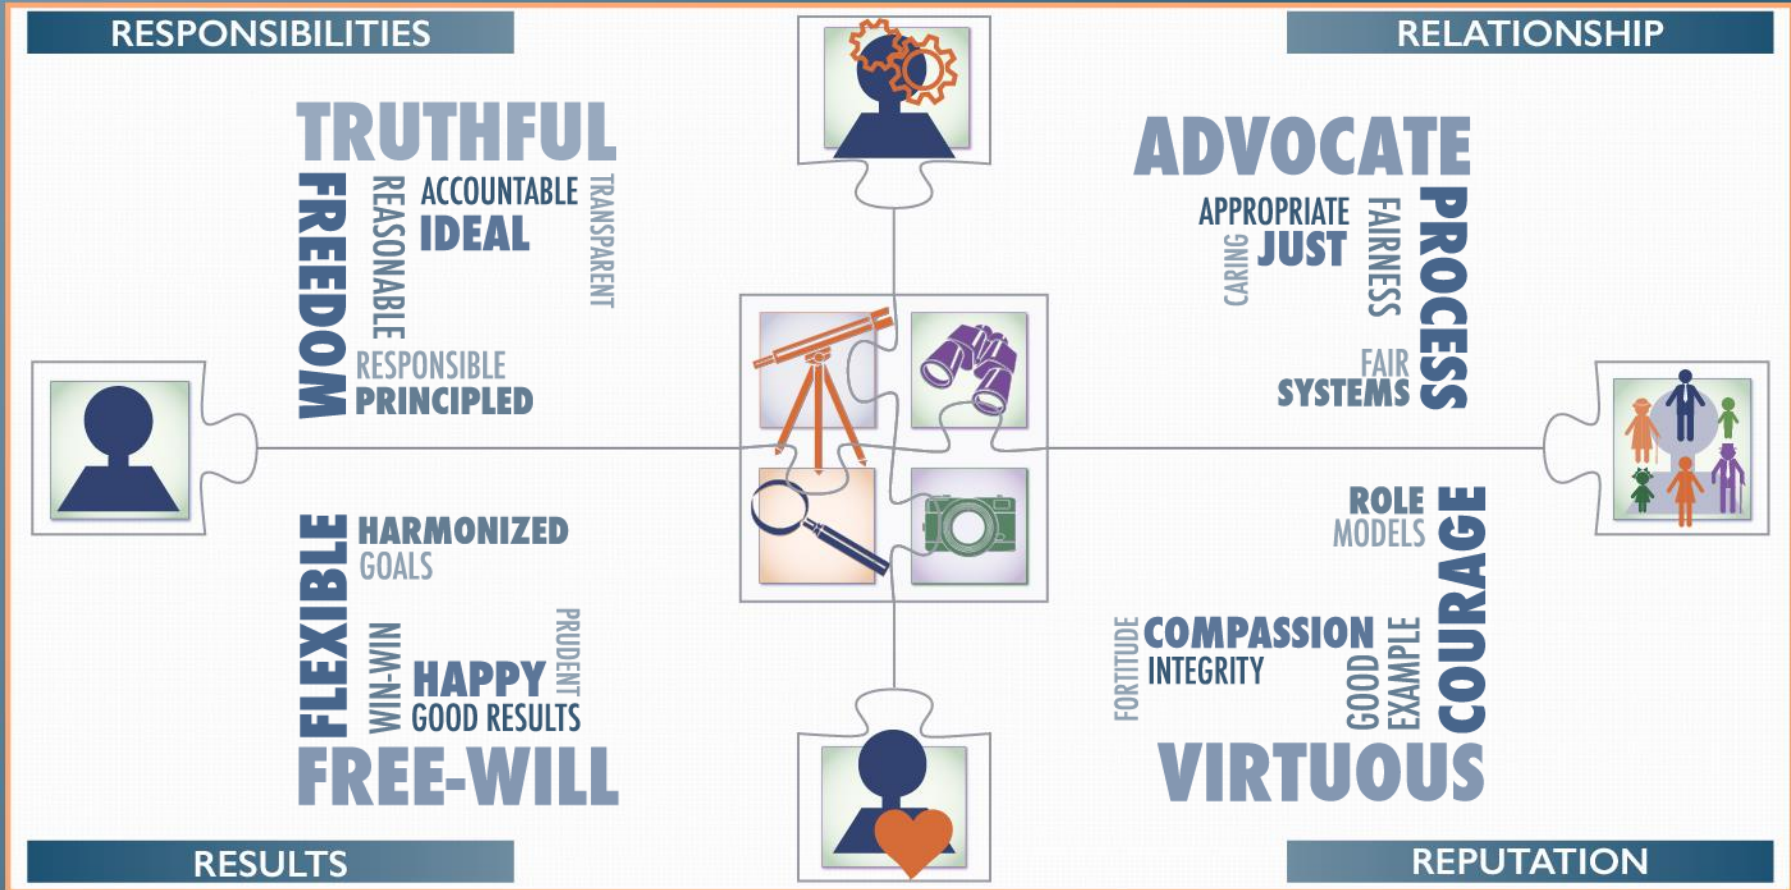 RESPONSIBILITIES
TRUTHFUL
FREEDOM
REASONABLE
ACCOUNTABLE
IDEAL
TRANSPARENT
RESPONSIBLE
PRINCIPLED
RELATIONSHIP
ADVOCATE
APPROPRIATE
JUST
CARING
FAIRNESS
PROCESS
FAIR
SYSTEMS
FLEXIBLE
HARMONIZED
GOALS
WIN-WIN
HAPPY
PRUDENT
GOOD RESULTS
FREE-WILL
RESULTS
ROLE
MODELS
COURAGE
FORTITUDE
COMPASSION
INTEGRITY
GOOD
EXAMPLE
VIRTUOUS
REPUTATION